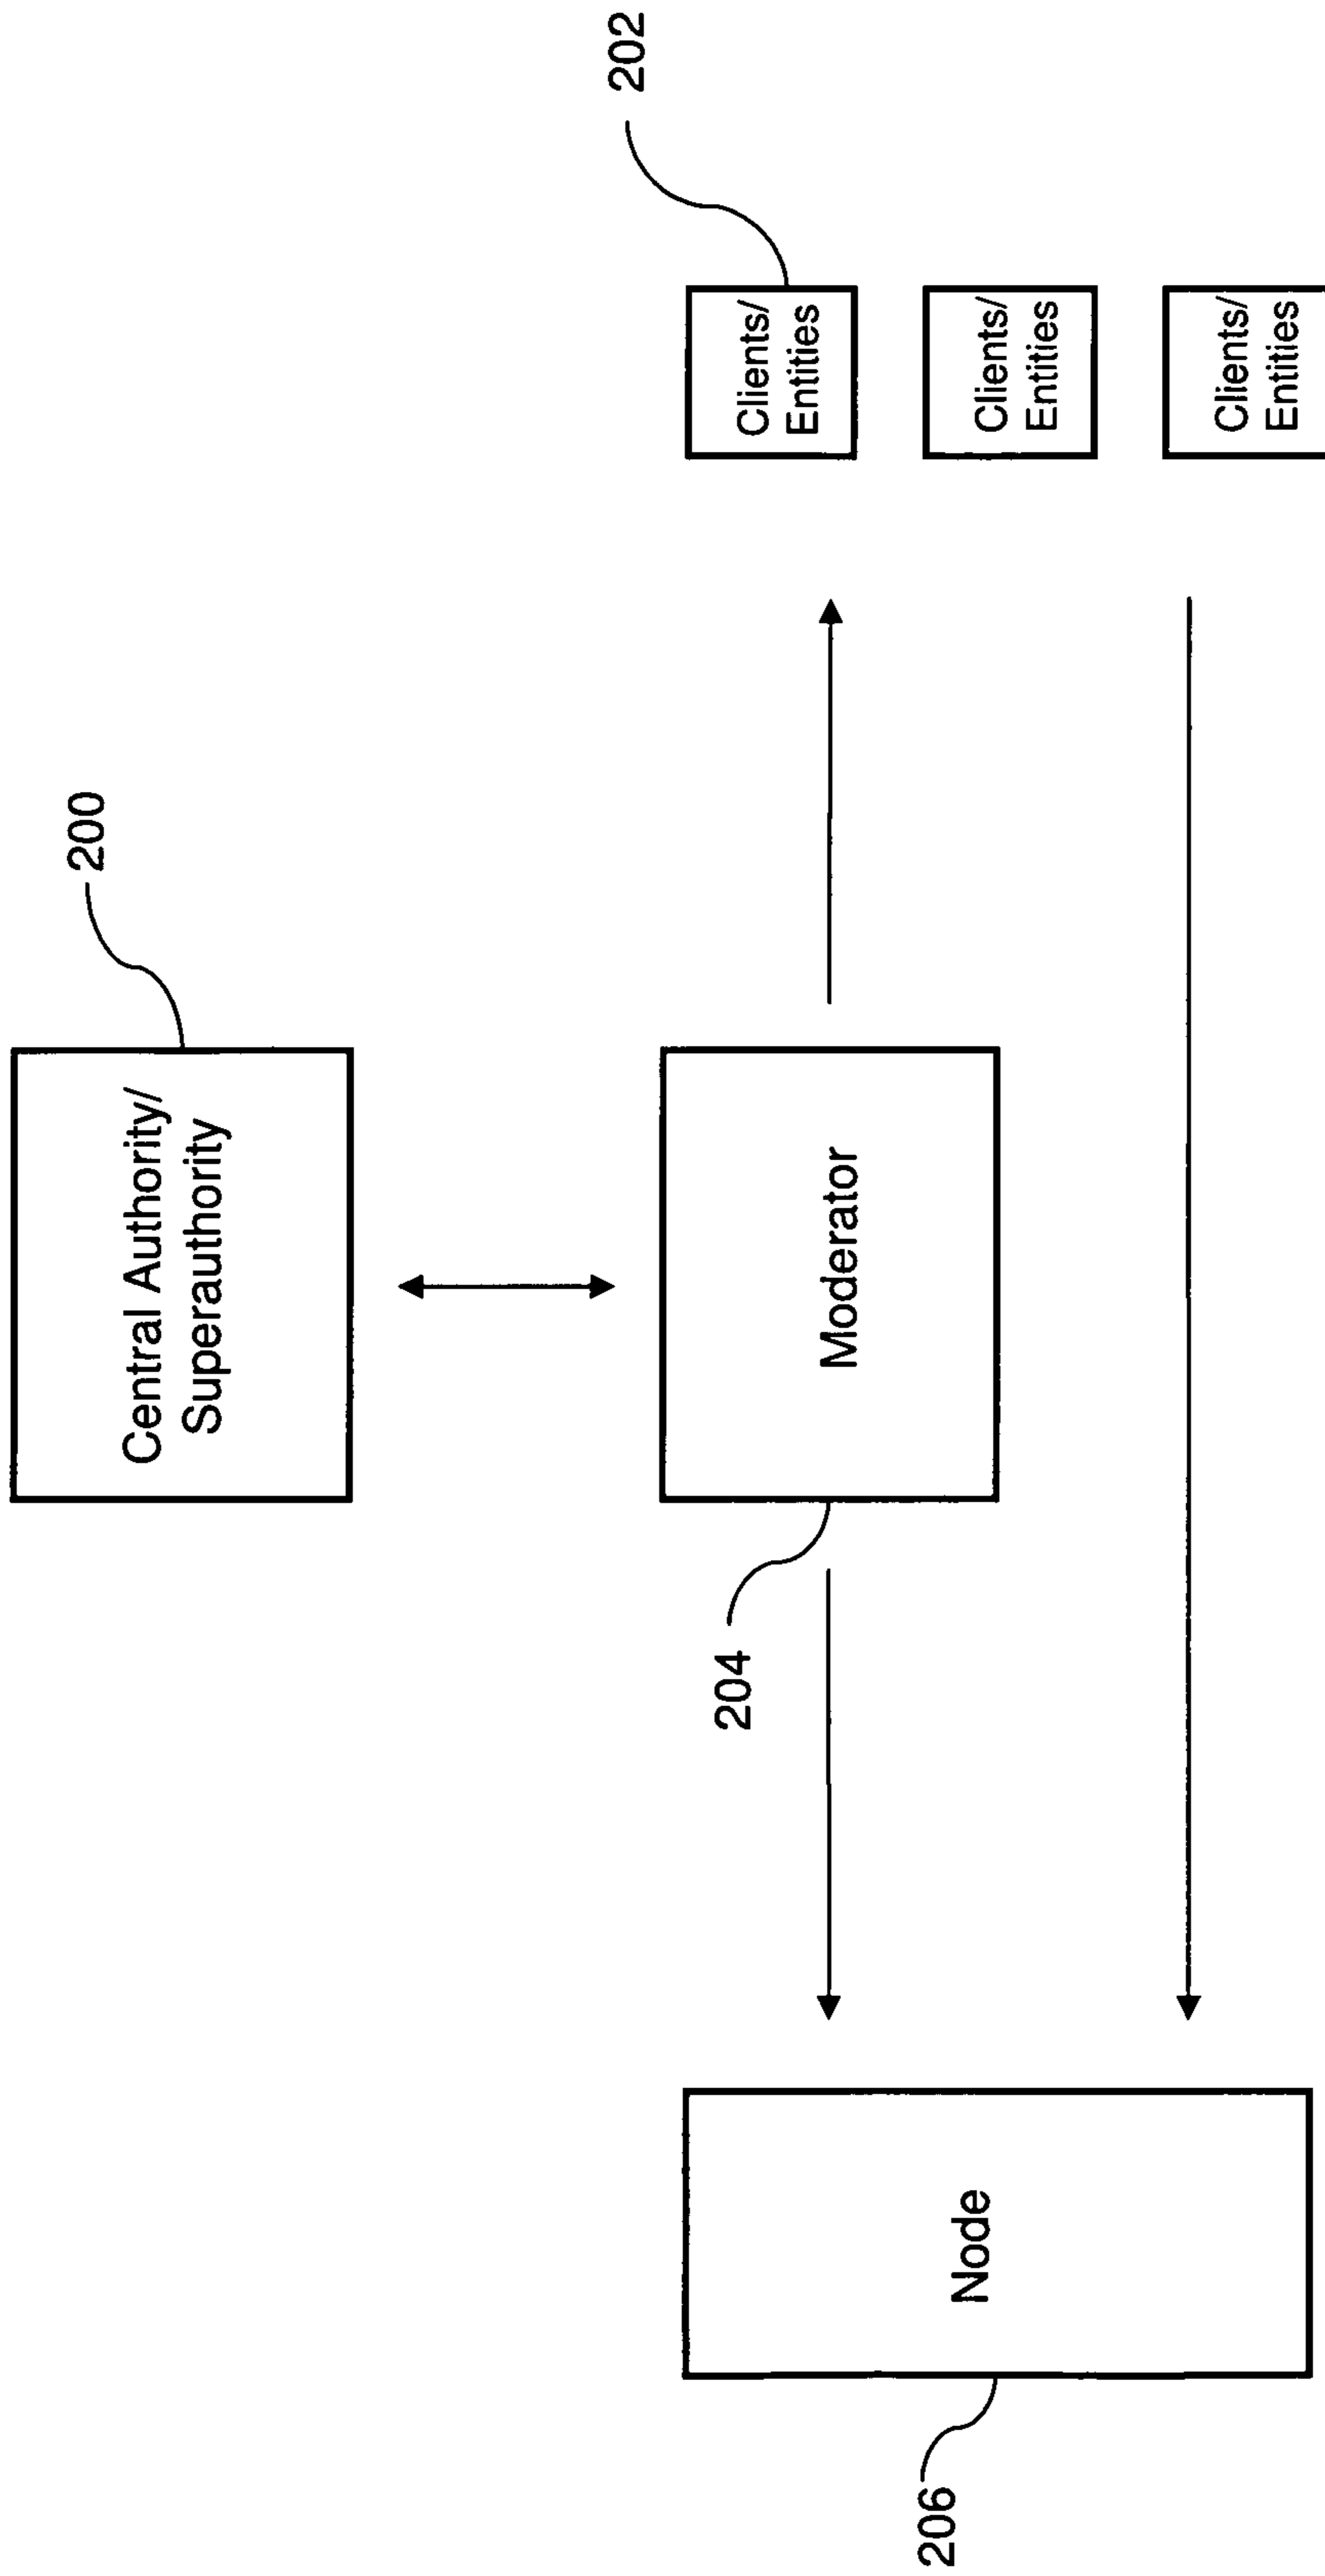 200
Central Authority/
Superauthority
202
204
Moderator
Clients/
Entities
Clients/
Entities
Clients/
Entities
206
Node